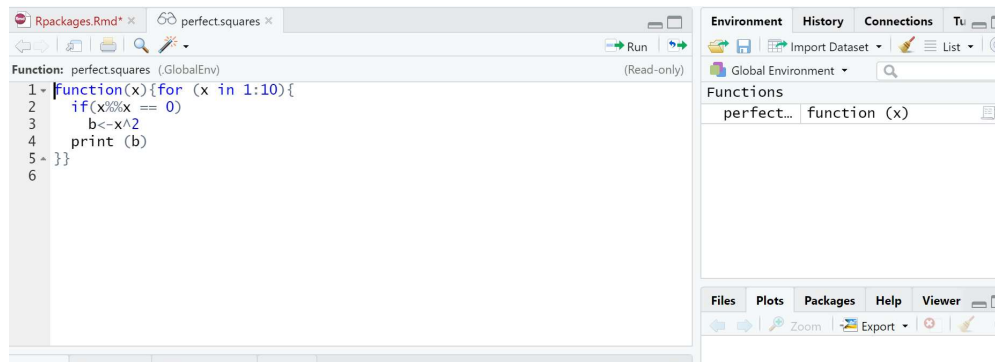 Rpackages.Rmd* × perfect.squares ×
Run
Function: perfect.squares (.GlobalEnv) (Read-only)
1 function(x){for (x in 1:10){
2 if(x%%x == 0)
3 b<-x^2
4 print (b)
5 }}
6
Environment History Connections Tu
Import Dataset List
Global Environment
Functions
perfect… function (x)
Files Plots Packages Help Viewer
Zoom Export